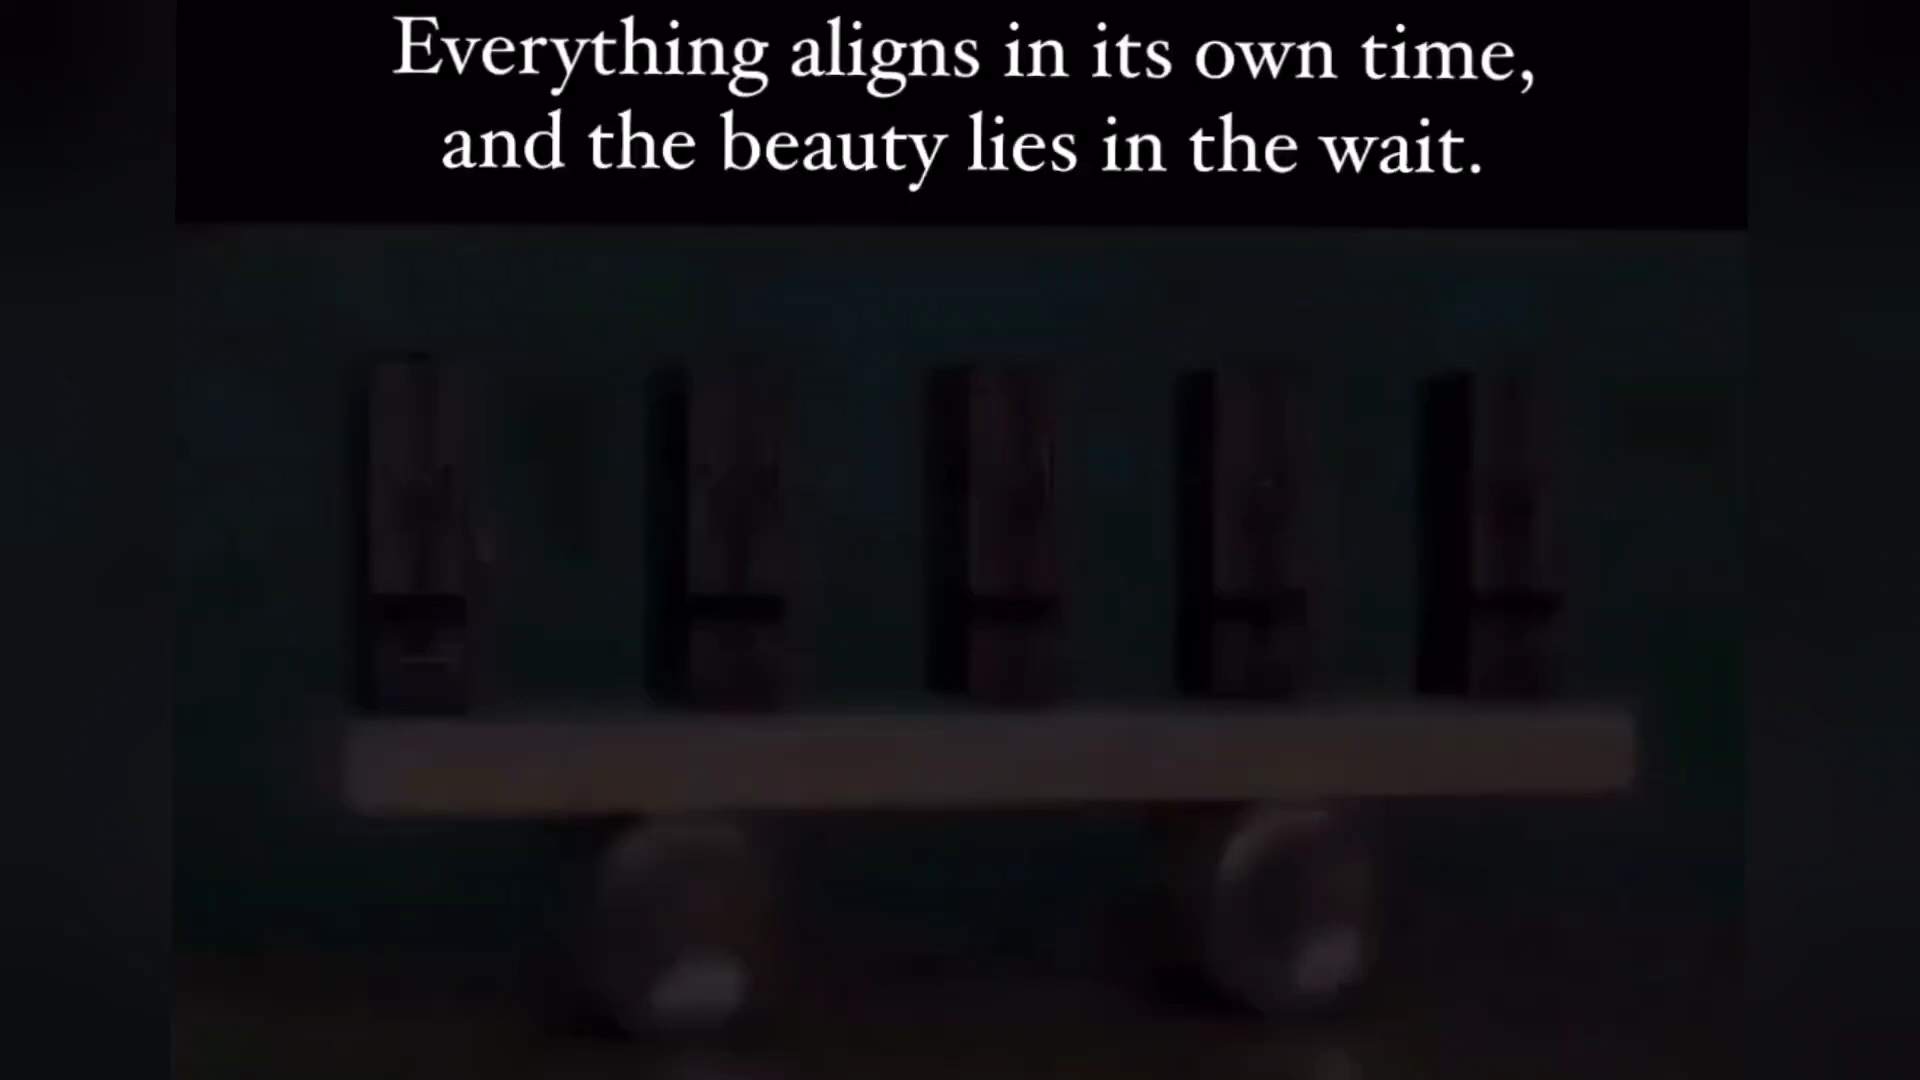 Everything aligns in its own time,
and the beauty lies in the wait.